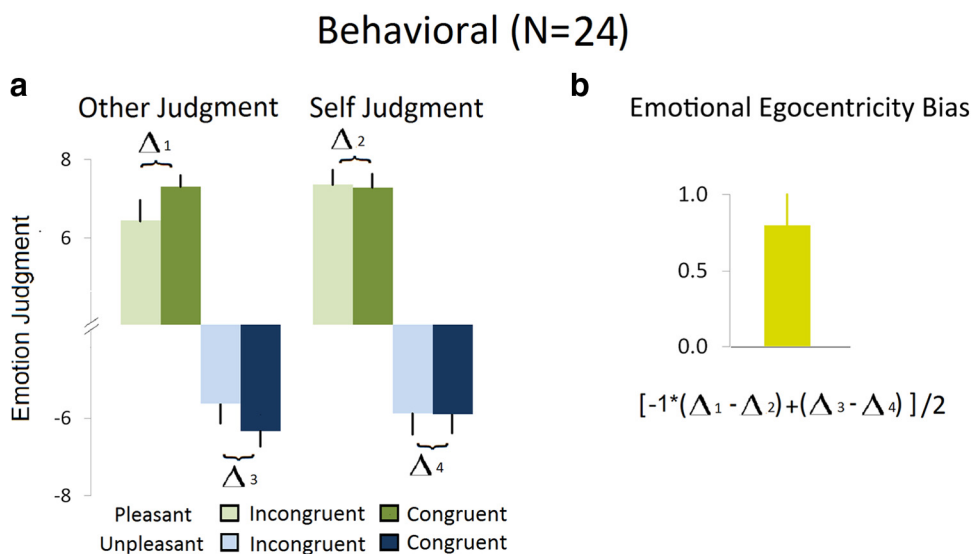 Behavioral (N=24)
a
Other Judgment
Self Judgment
Δ1
Δ2
Emotion Judgment
8
6
-6
-8
Δ3
Δ4
Pleasant Incongruent Congruent
Unpleasant Incongruent Congruent
b
Emotional Egocentricity Bias
1.0
0.5
0.0
[-1*(Δ1 - Δ2)+(Δ3 - Δ4) ]/2